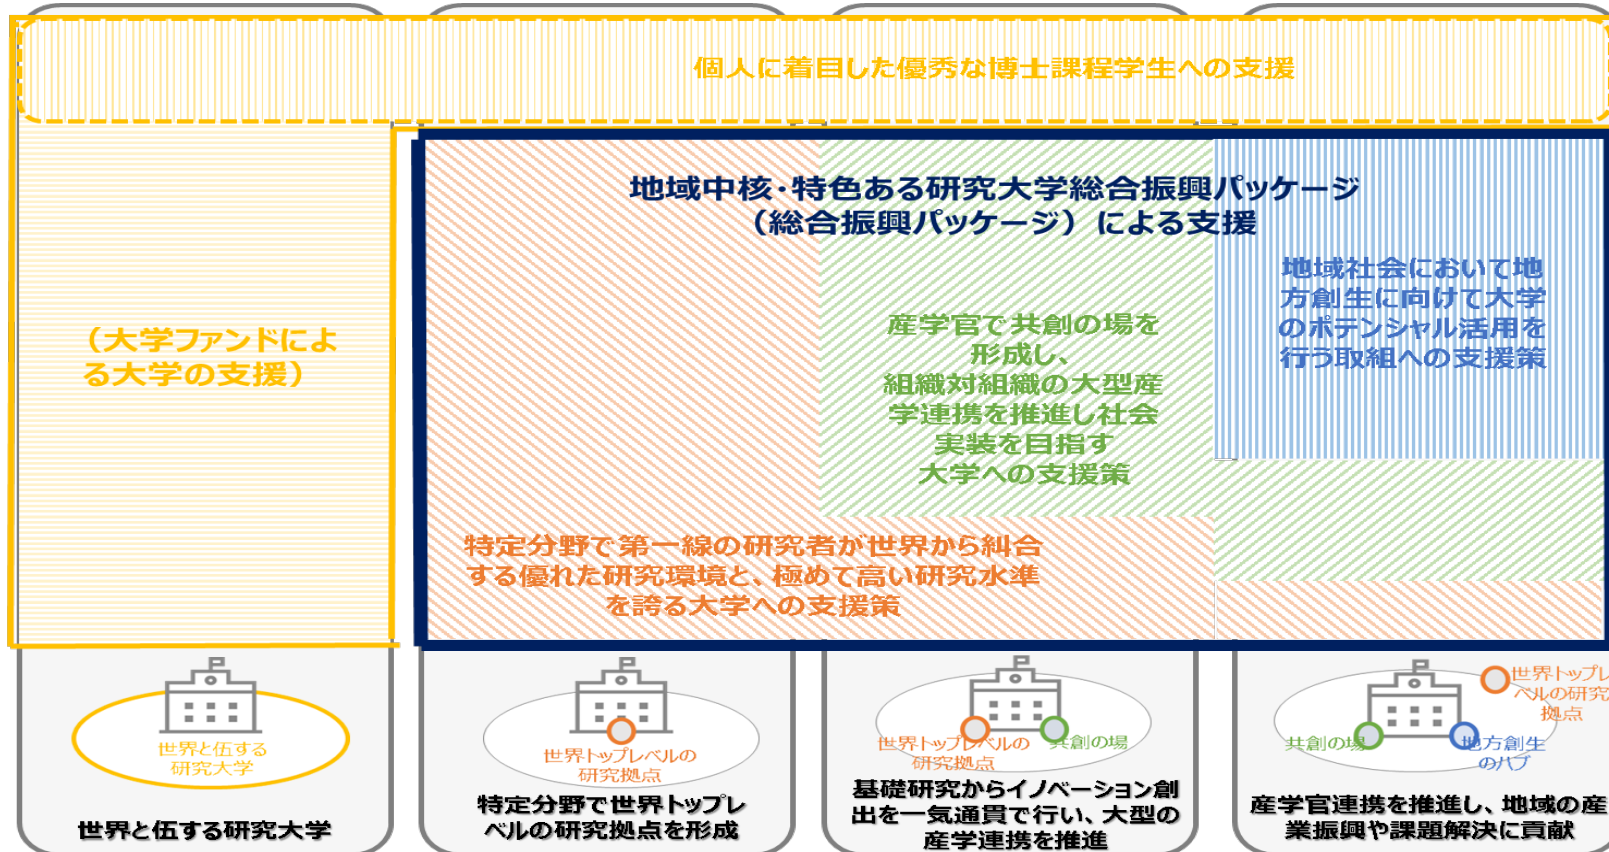 個人に着目した優秀な博士課程学生への支援
地域中核・特色ある研究大学総合振興パッケージ
（総合振興パッケージ）による支援
（大学ファンドによ
る大学の支援）
産学官で共創の場を
形成し、
組織対組織の大型産
学連携を推進し社会
実装を目指す
大学への支援策
地域社会において地
方創生に向けて大学
のポテンシャル活用を
行う取組への支援策
特定分野で第一線の研究者が世界から糾合
する優れた研究環境と、極めて高い研究水準
を誇る大学への支援策
世界と伍する
研究大学
世界と伍する研究大学
世界トップレベルの
研究拠点
特定分野で世界トップレ
ベルの研究拠点を形成
世界トップレベルの
研究拠点
共創の場
基礎研究からイノベーション創
出を一気通貫で行い、大型の
産学連携を推進
世界トップレ
ベルの研究
拠点
共創の場
地方創生
のハブ
産学官連携を推進し、地域の産
業振興や課題解決に貢献